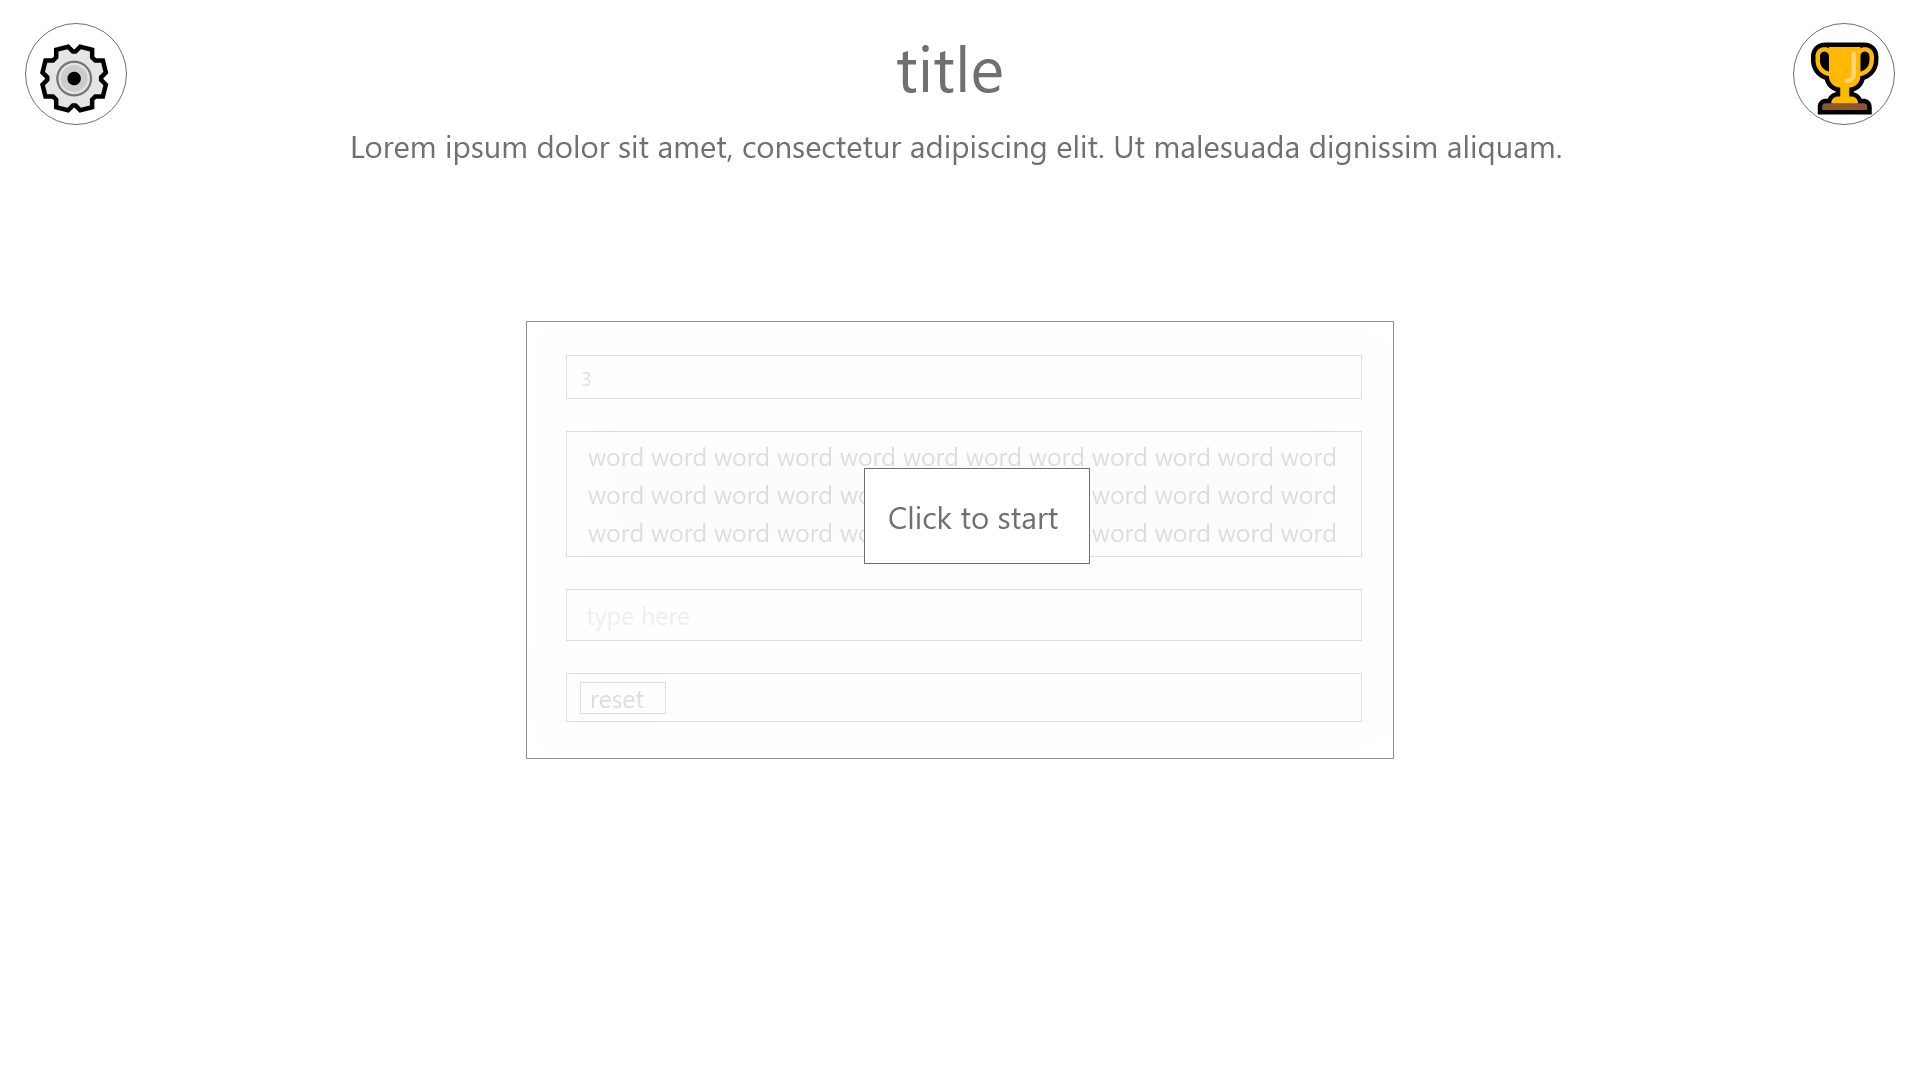 title
Lorem ipsum dolor sit amet, consectetur adipiscing elit. Ut malesuada dignissim aliquam.
3
word word word word word word word word word word word word
word word word word word word word word
Click to start
word word word word word word word word
type here
reset